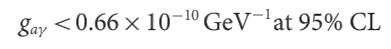 g_{aγ} < 0.66 × 10^{−10} GeV^{−1} at 95% CL